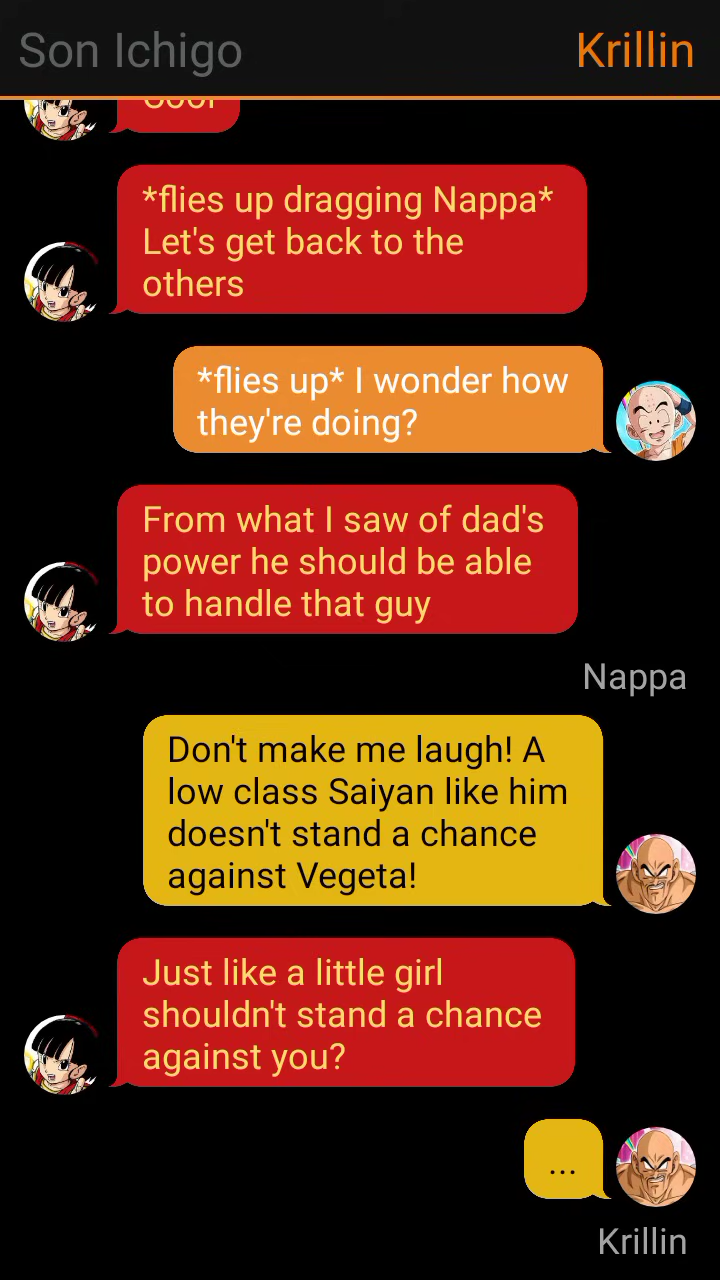 Son Ichigo
Krillin
*flies up dragging Nappa*
Let's get back to the
others
*flies up* I wonder how
they're doing?
From what I saw of dad's
power he should be able
to handle that guy
Nappa
Don't make me laugh! A
low class Saiyan like him
doesn't stand a chance
against Vegeta!
Just like a little girl
shouldn't stand a chance
against you?
...
Krillin